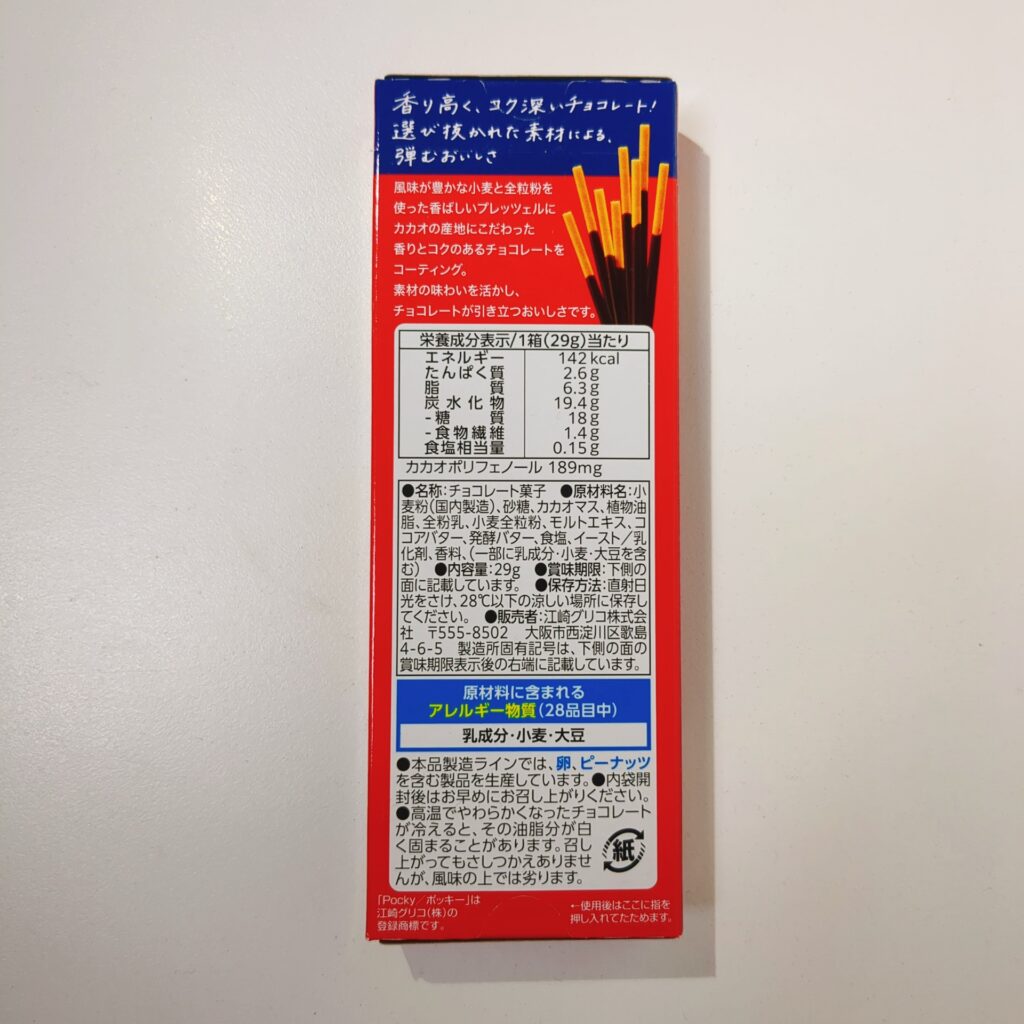 香り高く、コク深いチョコレート!
選び抜かれた素材による、
弾むおいしさ
風味が豊かな小麦と全粒粉を
使った香ばしいプレッツェルに
カカオの産地にこだわった
香りとコクのあるチョコレートを
コーティング。
素材の味わいを活かし、
チョコレートが引き立つおいしさです。
栄養成分表示/1箱(29g)当たり
エネルギー 142kcal
たんぱく質 2.6g
脂質 6.3g
炭水化物 19.4g
-糖質 18g
-食物繊維 1.4g
食塩相当量 0.15g
カカオポリフェノール 189mg
●名称:チョコレート菓子 ●原材料名:小
麦粉(国内製造)、砂糖、カカオマス、植物油
脂、全粉乳、小麦全粒粉、モルトエキス、コ
コアバター、発酵バター、食塩、イースト/乳
化剤、香料、(一部に乳成分・小麦・大豆を含
む) ●内容量:29g ●賞味期限:下側の
面に記載しています。 ●保存方法:直射日
光をさけ、28℃以下の涼しい場所に保存し
てください。 ●販売者:江崎グリコ株式会
社 〒555-8502 大阪市西淀川区歌島
4-6-5 製造所固有記号は、下側の面の
賞味期限表示後の右端に記載しています。
原材料に含まれる
アレルギー物質(28品目中)
乳成分・小麦・大豆
●本品製造ラインでは、卵、ピーナッツ
を含む製品を生産しています。●内袋開
封後はお早めにお召し上がりください。
●高温でやわらかくなったチョコレート
が冷えると、その油脂分が白
く固まることがあります。召し
上がってもさしつかえありませ
んが、風味の上では劣ります。
紙
「Pocky/ポッキー」は
江崎グリコ(株)の
登録商標です。
←使用後はここに指を
押し入れてたためます。